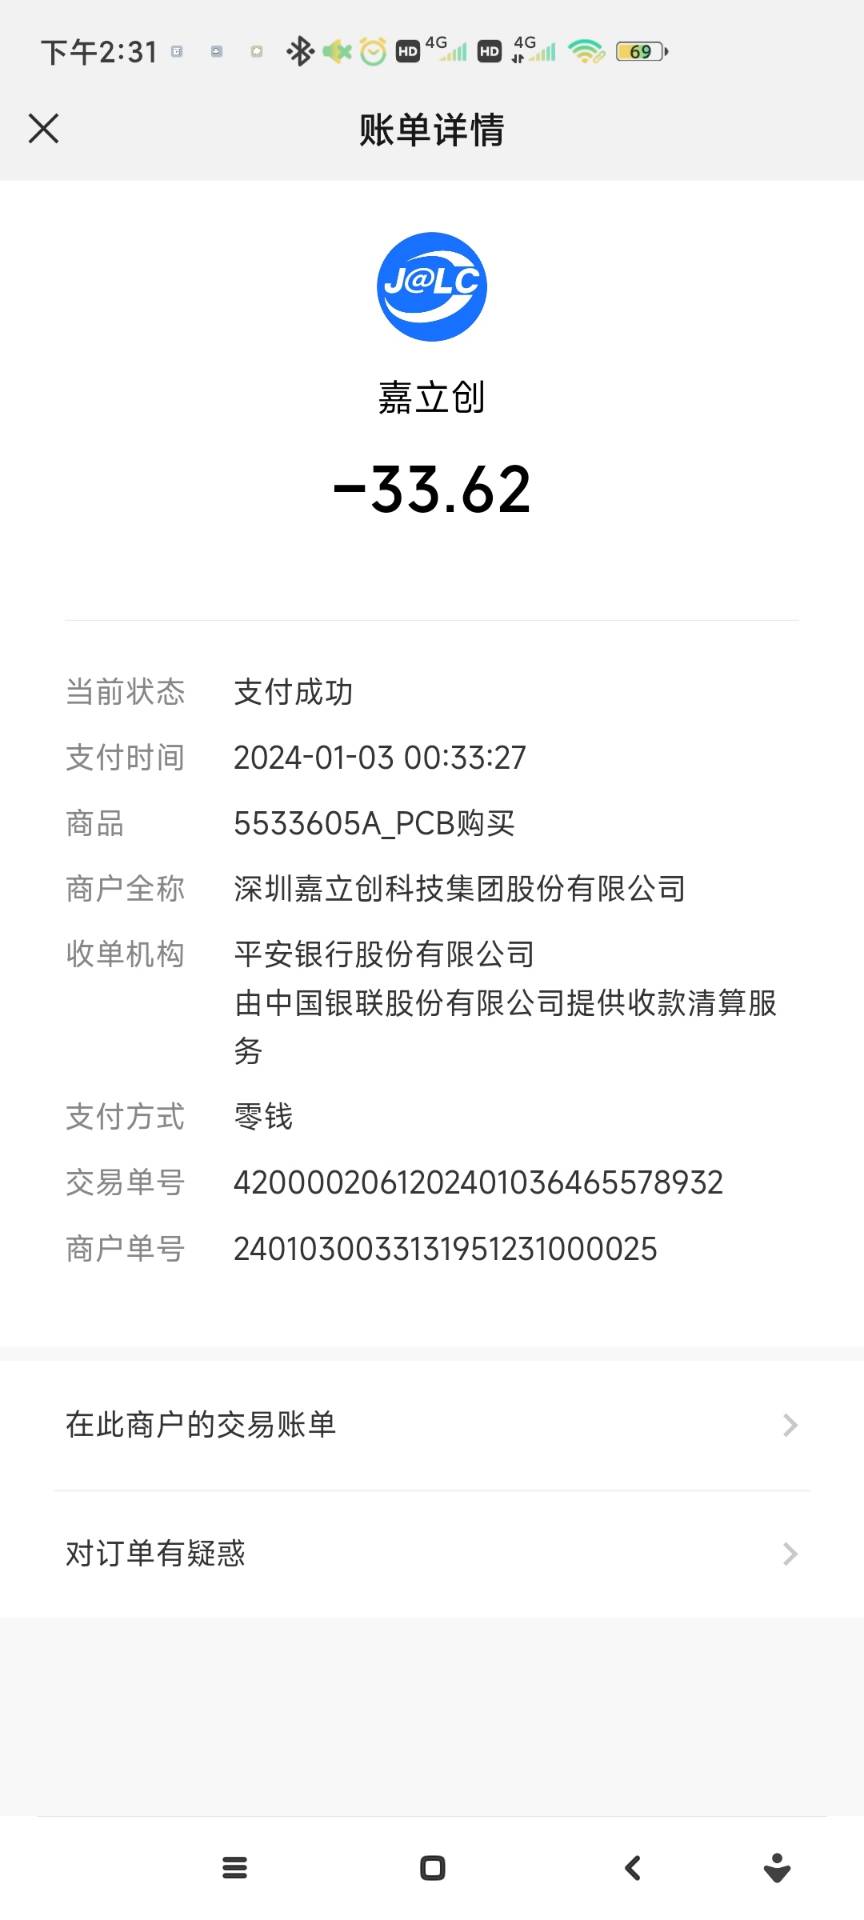 下午2:31 HD 4G HD 4G 69
账单详情
J@LC
嘉立创
-33.62
当前状态 支付成功
支付时间 2024-01-03 00:33:27
商品 5533605A_PCB购买
商户全称 深圳嘉立创科技集团股份有限公司
收单机构 平安银行股份有限公司
由中国银联股份有限公司提供收款清算服
务
支付方式 零钱
交易单号 4200002061202401036465578932
商户单号 2401030033131951231000025
在此商户的交易账单
对订单有疑惑